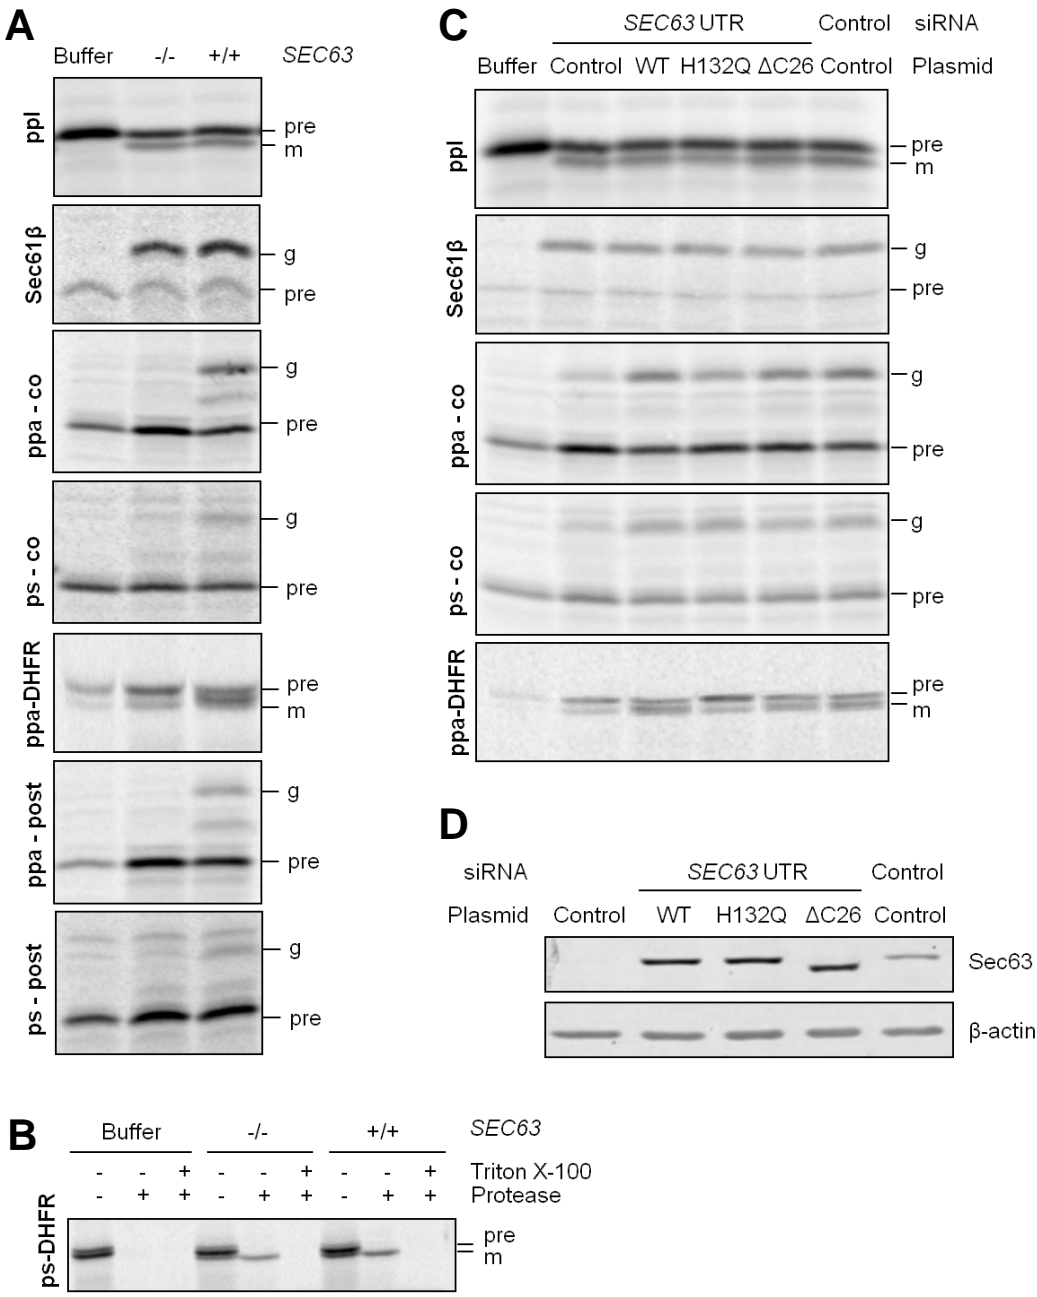 A
Buffer -/- +/+ SEC63
ppl
pre
m
Sec61β
g
pre
ppa - co
g
pre
ps - co
g
pre
ppa-DHFR
pre
m
ppa - post
g
pre
ps - post
g
pre
B
Buffer -/- +/+ SEC63
- - + - - + - - + Triton X-100
- + + - + + - + + Protease
ps-DHFR
pre
m
C
SEC63 UTR Control siRNA
Buffer Control WT H132Q ΔC26 Control Plasmid
ppl
pre
m
Sec61β
g
pre
ppa - co
g
pre
ps - co
g
pre
ppa-DHFR
pre
m
D
siRNA SEC63 UTR Control
Plasmid Control WT H132Q ΔC26 Control
Sec63
β-actin